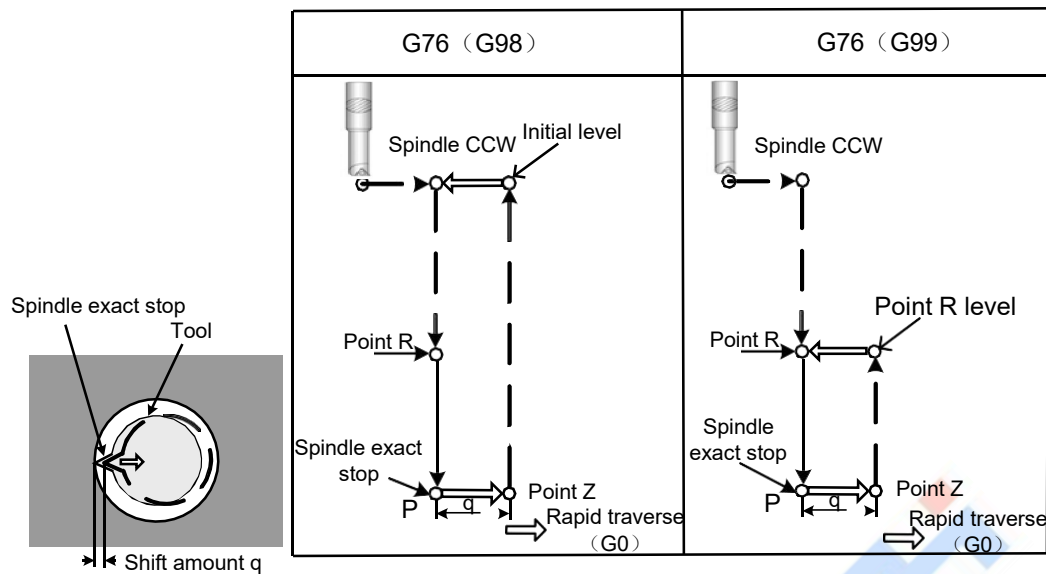 G76（G98）
G76（G99）
Spindle CCW
Initial level
Point R
Spindle exact
stop
P
q
Point Z
Rapid traverse
（G0）
Spindle CCW
Point R level
Point R
Spindle
exact stop
P
q
Point Z
Rapid traverse
（G0）
Spindle exact stop
Tool
Shift amount q